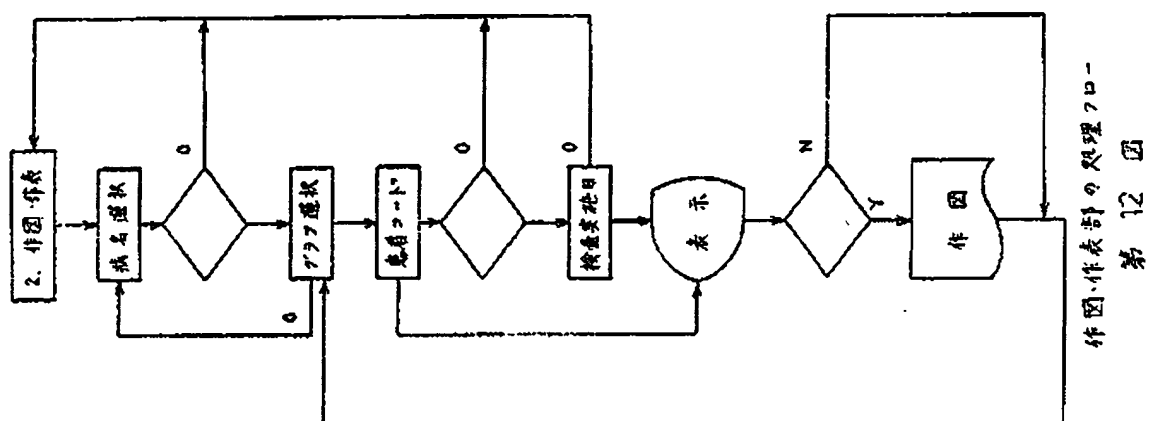 2. 作図・作表
病名選択
0
グラフ選択
0
患者コード
0
検査実施日
0
表示
N
Y
作図
作図・作表部の処理フロー
第 12 図